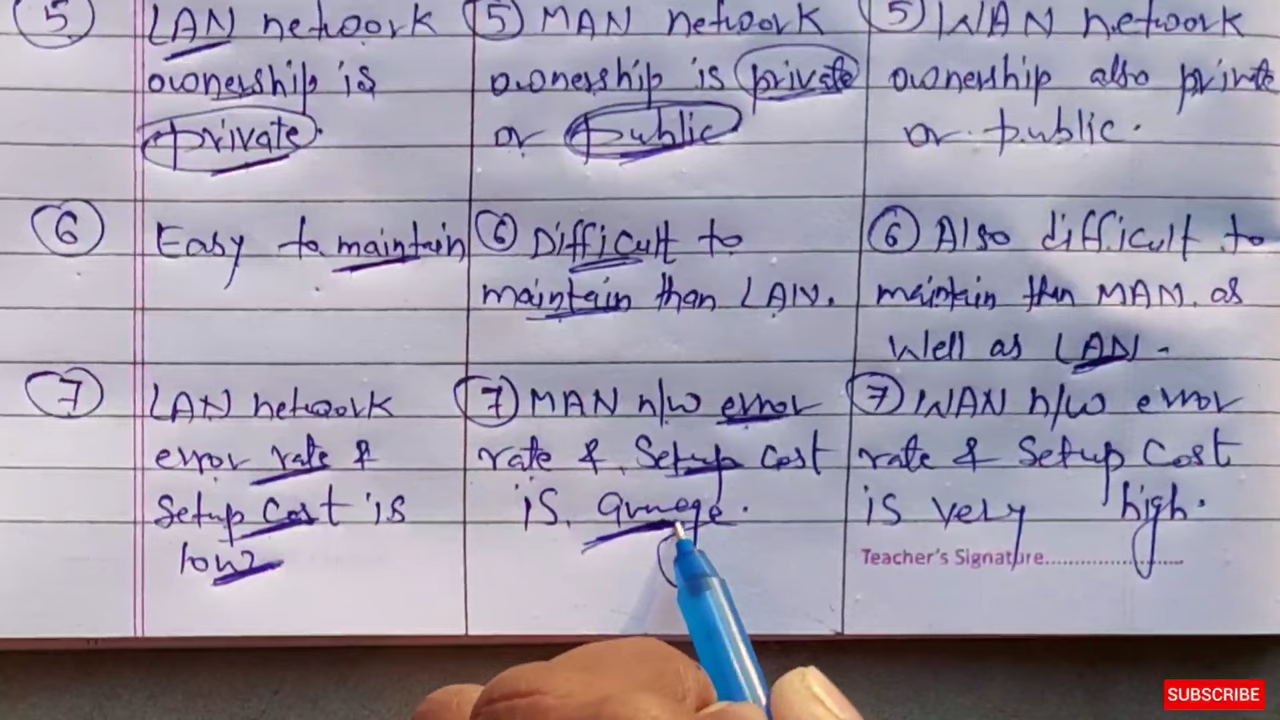 5
LAN network
ownership is
private.
5 MAN network
ownership is private
or public
5 WAN network
ownership also private
or public.
6
Easy to maintain
6 Difficult to
maintain than LAN.
6 Also difficult to
maintain than MAN. as
Well as LAN.
7
LAN network
error rate &
Setup Cost is
low
7 MAN n/w error
rate & Setup Cost
is.
7 WAN n/w error
rate & Setup Cost
is very high.
Teacher's Signature
SUBSCRIBE